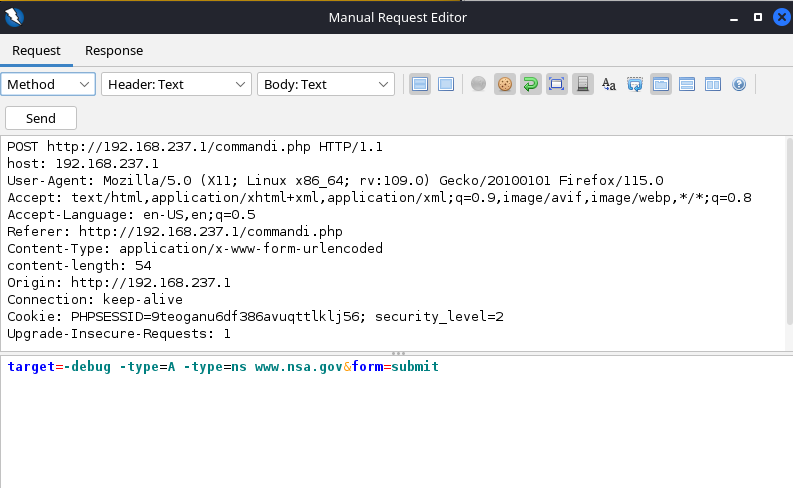 Manual Request Editor
Request Response
Method Header: Text Body: Text
Send
POST http://192.168.237.1/commandi.php HTTP/1.1
host: 192.168.237.1
User-Agent: Mozilla/5.0 (X11; Linux x86_64; rv:109.0) Gecko/20100101 Firefox/115.0
Accept: text/html,application/xhtml+xml,application/xml;q=0.9,image/avif,image/webp,*/*;q=0.8
Accept-Language: en-US,en;q=0.5
Referer: http://192.168.237.1/commandi.php
Content-Type: application/x-www-form-urlencoded
content-length: 54
Origin: http://192.168.237.1
Connection: keep-alive
Cookie: PHPSESSID=9teoganu6df386avuqttlklj56; security_level=2
Upgrade-Insecure-Requests: 1
target=-debug -type=A -type=ns www.nsa.gov&form=submit